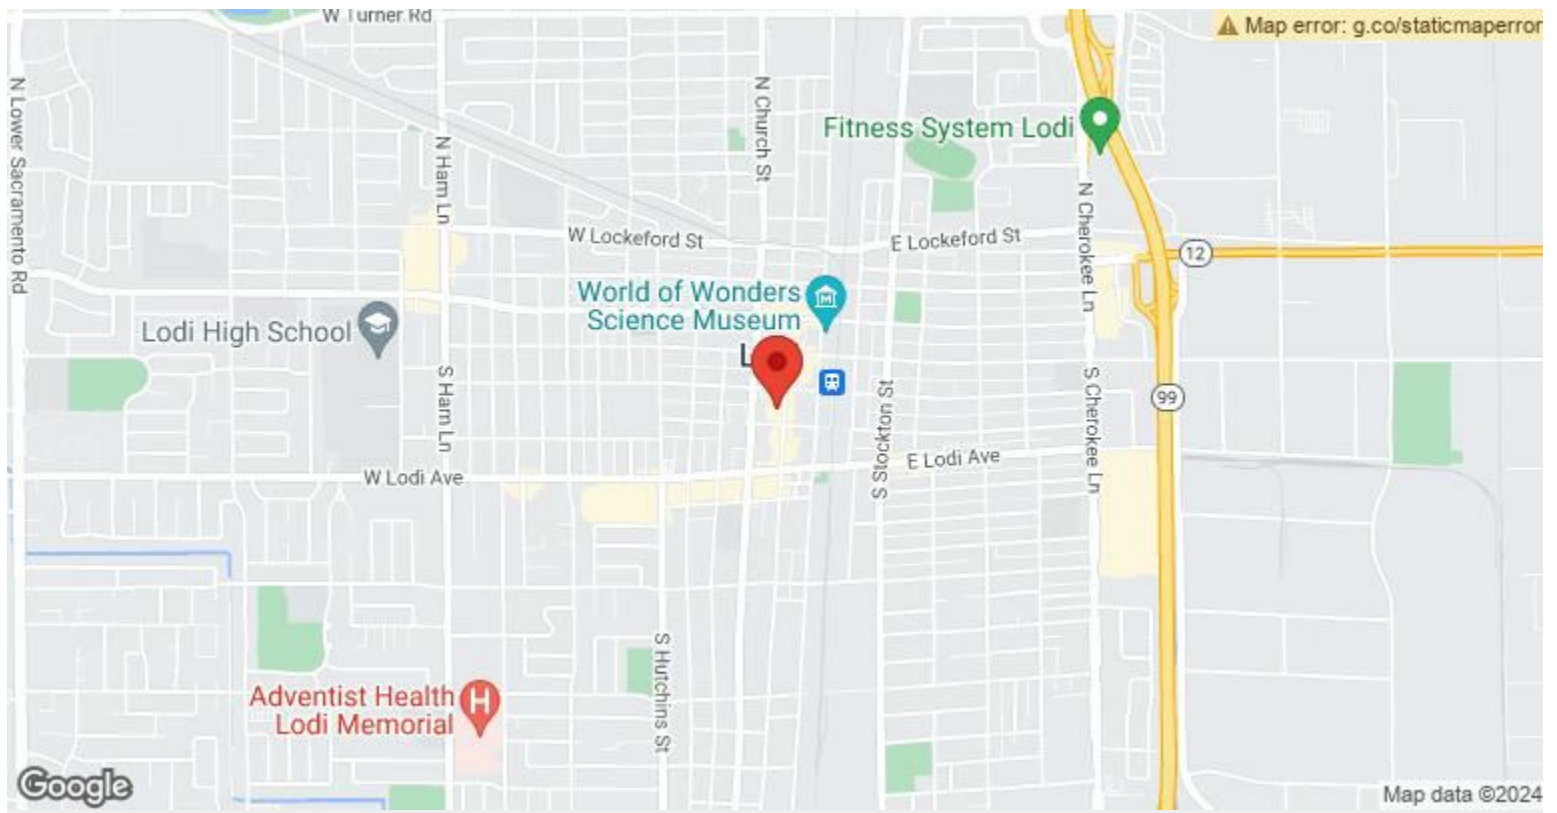 W Turner Rd
Map error: g.co/staticmaperror
N Lower Sacramento Rd
N Church St
Fitness System Lodi
N Ham Ln
N Cherokee Ln
W Lockeford St
E Lockeford St
12
World of Wonders
Science Museum
Lodi High School
L
S Ham Ln
S Stockton St
S Cherokee Ln
99
E Lodi Ave
W Lodi Ave
S Hutchins St
Adventist Health
Lodi Memorial
H
Google
Map data ©2024